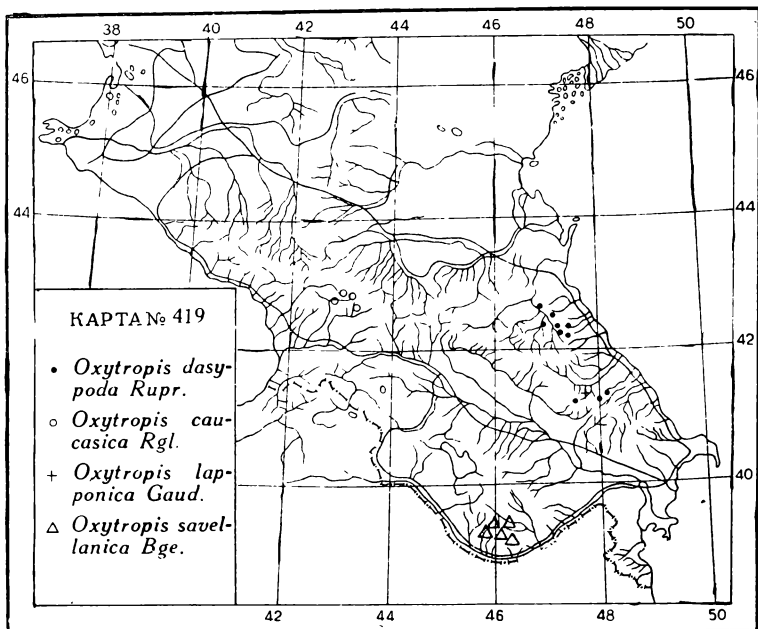 38 40 42 44 46 48 50
46 46
44 44
42 42
40 40
КАРТА № 419
• Oxytropis dasy-
poda Rupr.
○ Oxytropis cau-
casica Rgl.
+ Oxytropis lap-
ponica Gaud.
△ Oxytropis savel-
lanica Bge.
42 44 46 48 50